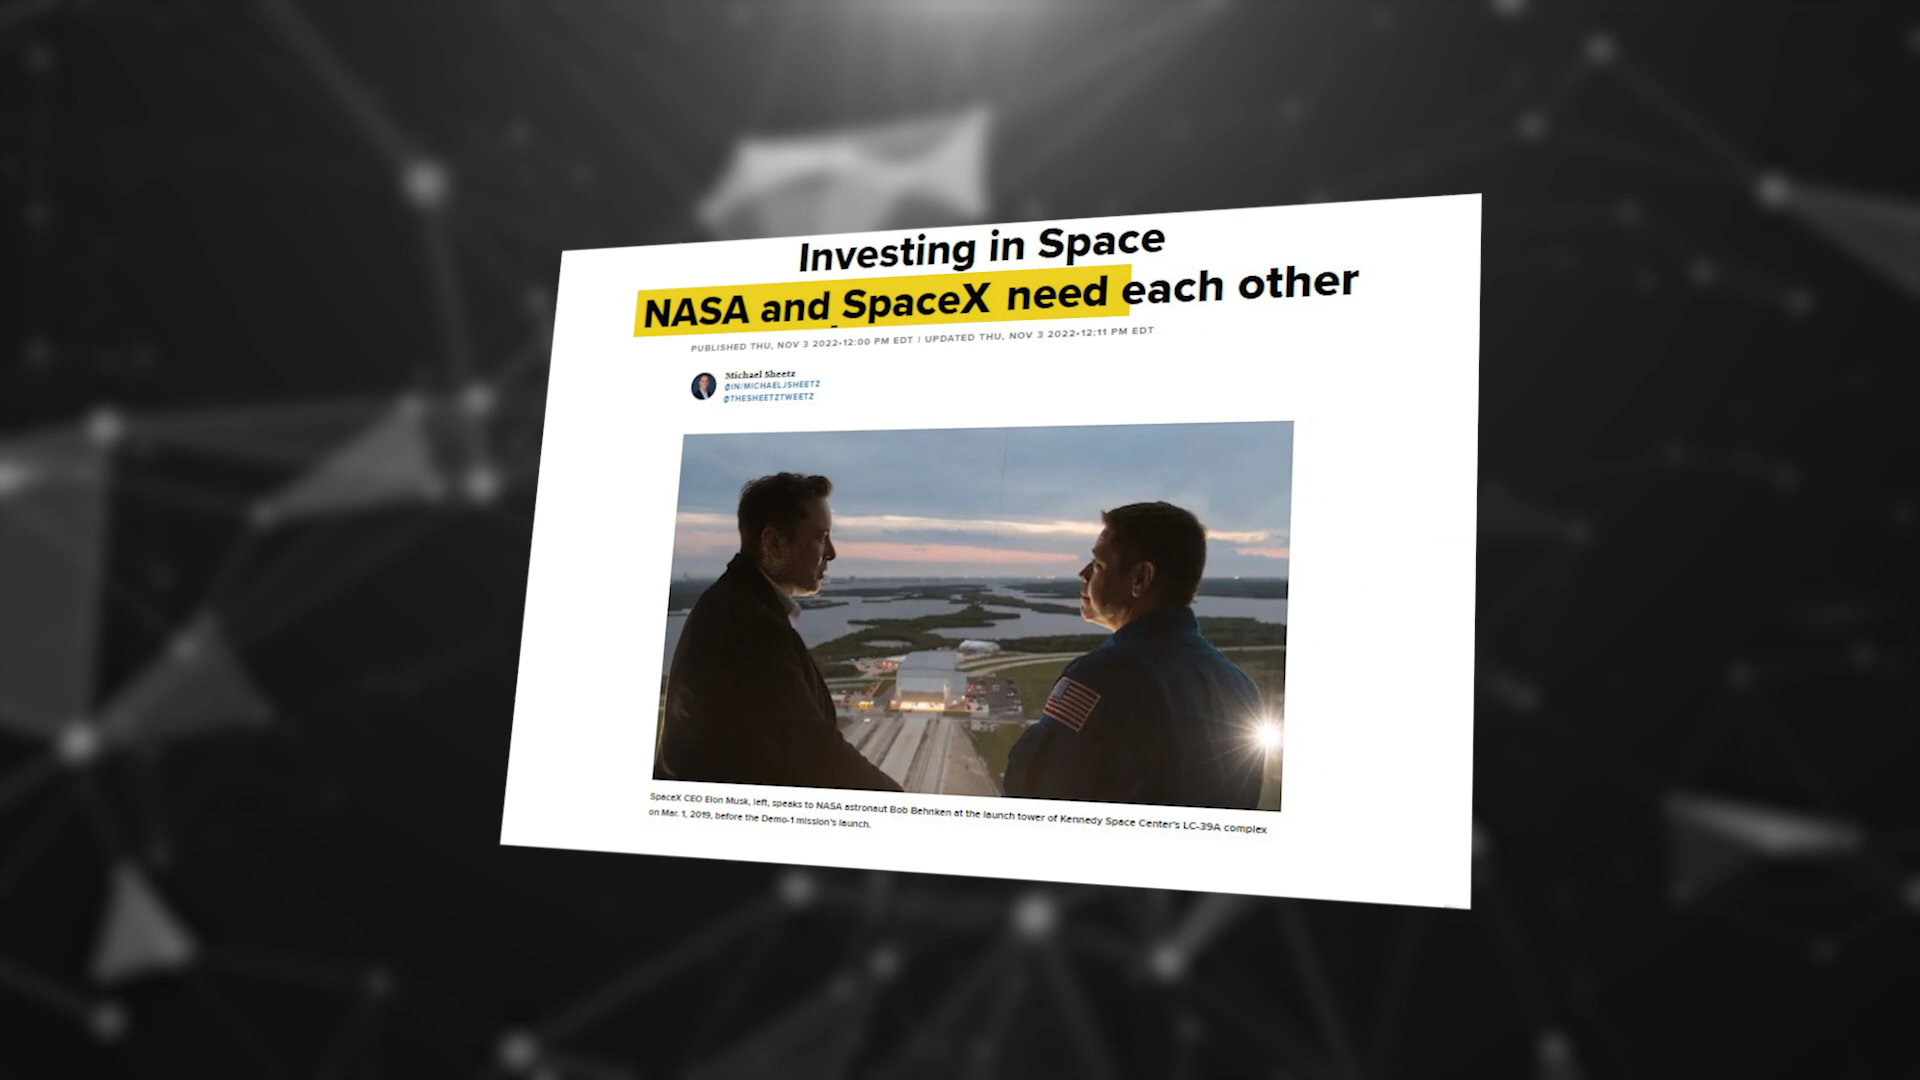 Investing in Space
NASA and SpaceX need each other
PUBLISHED THU, NOV 3 2022•12:00 PM EDT | UPDATED THU, NOV 3 2022•12:11 PM EDT
Michael Sheetz
@IN/MICHAELJSHEETZ
@THESHEETZTWEETZ
SpaceX CEO Elon Musk, left, speaks to NASA astronaut Bob Behnken at the launch tower of Kennedy Space Center's LC-39A complex
on Mar. 1, 2019, before the Demo-1 mission's launch.